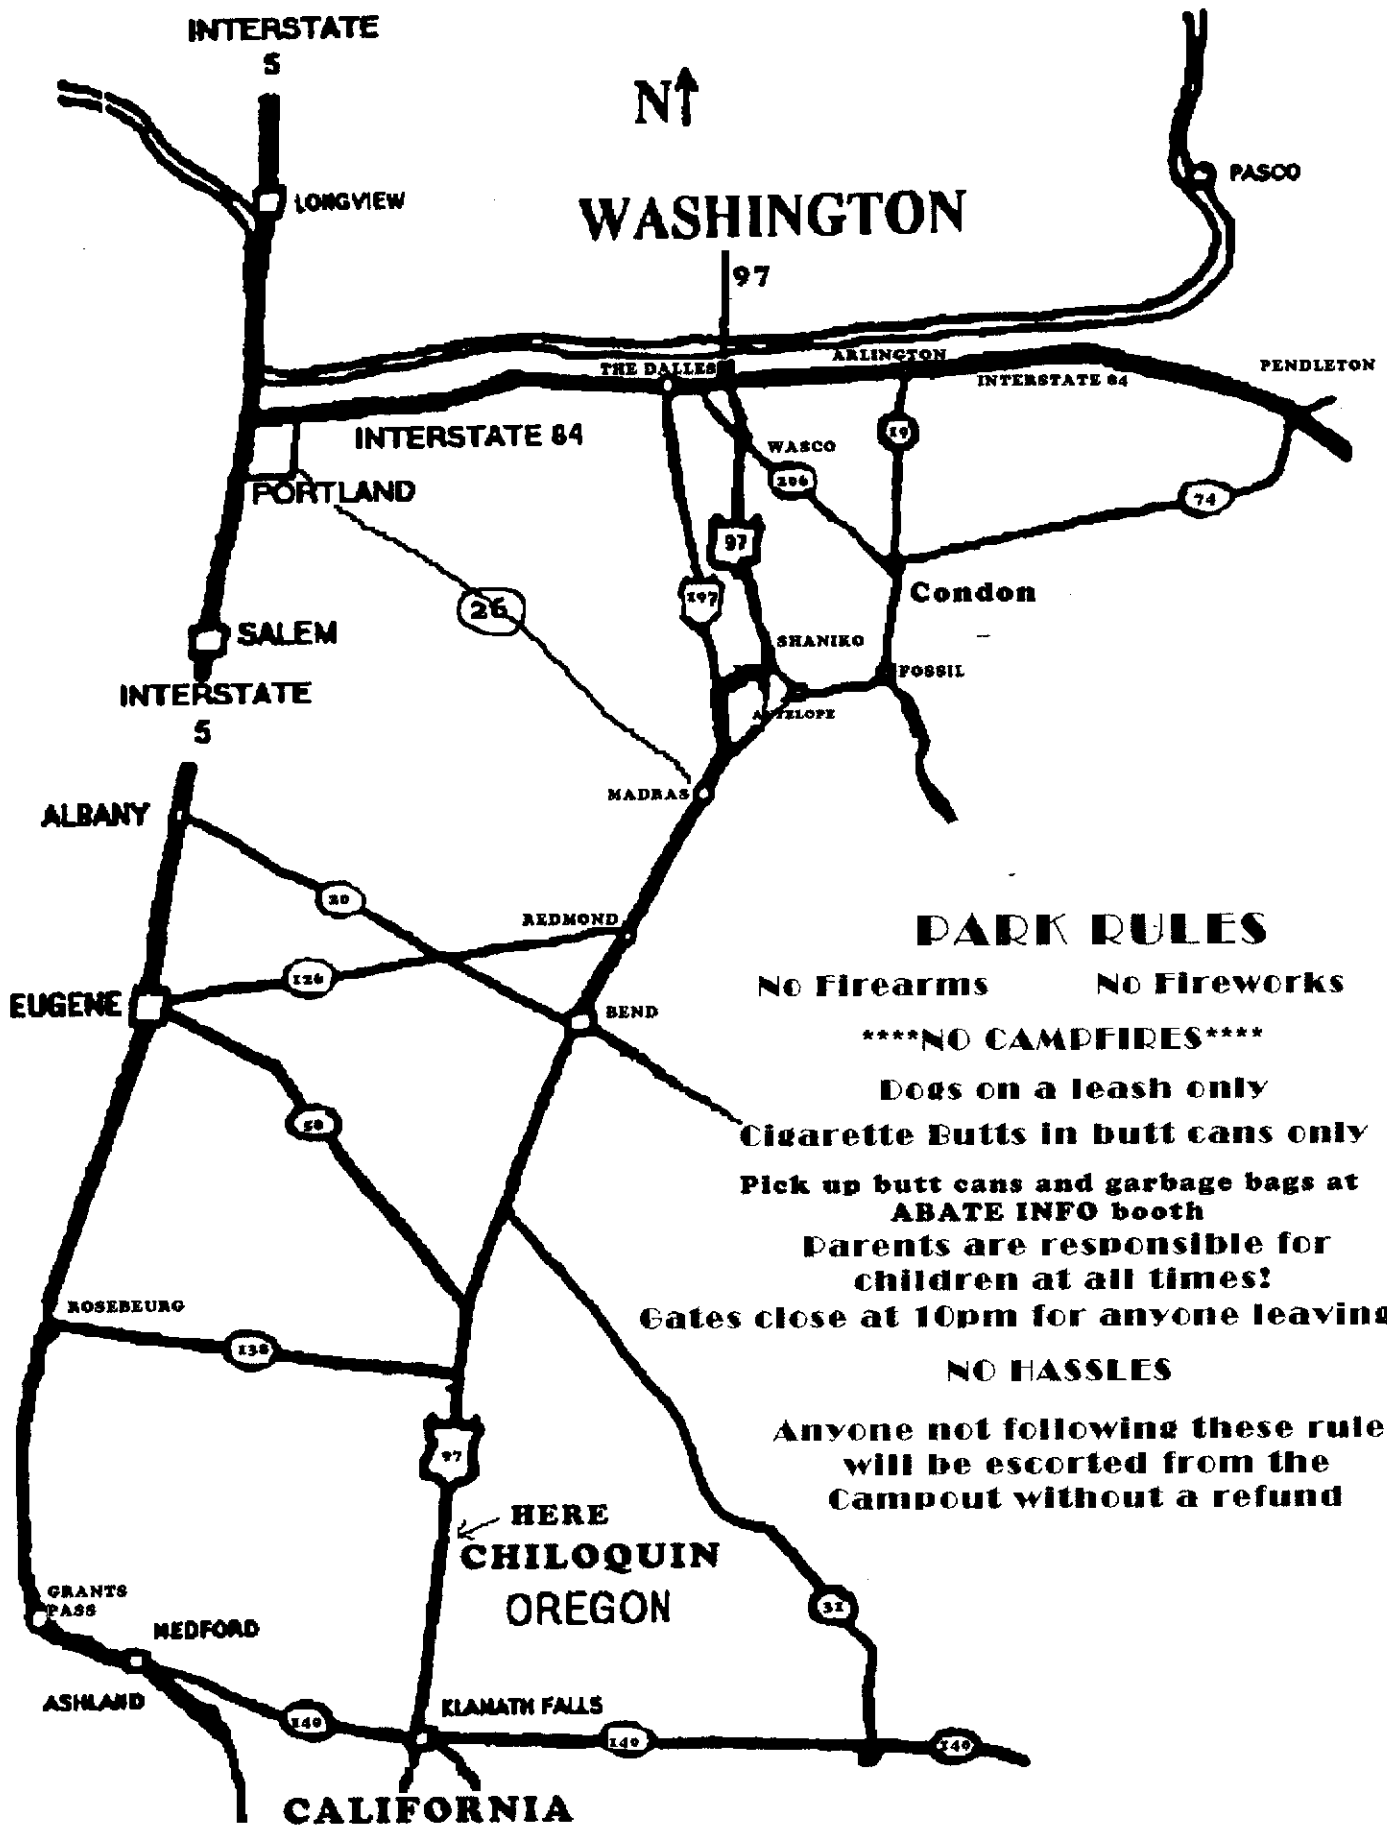 INTERSTATE
5
N
LONGVIEW
PASCO
WASHINGTON
97
THE DALLES
ARLINGTON
INTERSTATE 84
PENDLETON
INTERSTATE 84
WASCO
19
206
74
PORTLAND
97
26
197
Condon
SALEM
SHANIKO
FOSSIL
INTERSTATE
5
ANTELOPE
MADRAS
ALBANY
20
REDMOND
126
EUGENE
BEND
58
PARK RULES
No Firearms No Fireworks
****NO CAMPFIRES****
Dogs on a leash only
Cigarette Butts in butt cans only
Pick up butt cans and garbage bags at
ABATE INFO booth
Parents are responsible for
children at all times!
Gates close at 10pm for anyone leaving
NO HASSLES
Anyone not following these rule
will be escorted from the
Campout without a refund
ROSEBEURG
138
97
HERE
CHILOQUIN
OREGON
31
GRANTS
PASS
MEDFORD
ASHLAND
140
KLAMATH FALLS
140
140
CALIFORNIA